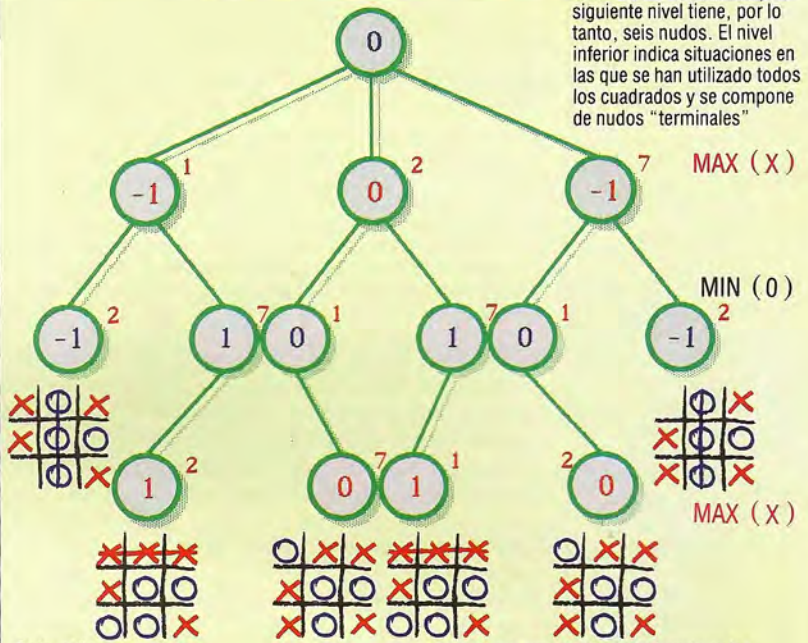 siguiente nivel tiene, por lo
tanto, seis nudos. El nivel
inferior indica situaciones en
las que se han utilizado todos
los cuadrados y se compone
de nudos "terminales"
0
-1 1 0 2 -1 7 MAX (X)
-1 2 1 7 0 1 1 7 0 1 -1 2 MIN (0)
X O X
X O O
O X
O X
X O O
O X
1 2 0 7 1 1 2 0 MAX (X)
X X X O X X X X X O X X
X O O X O O X O O X O O
O O X X O X O O X X O X